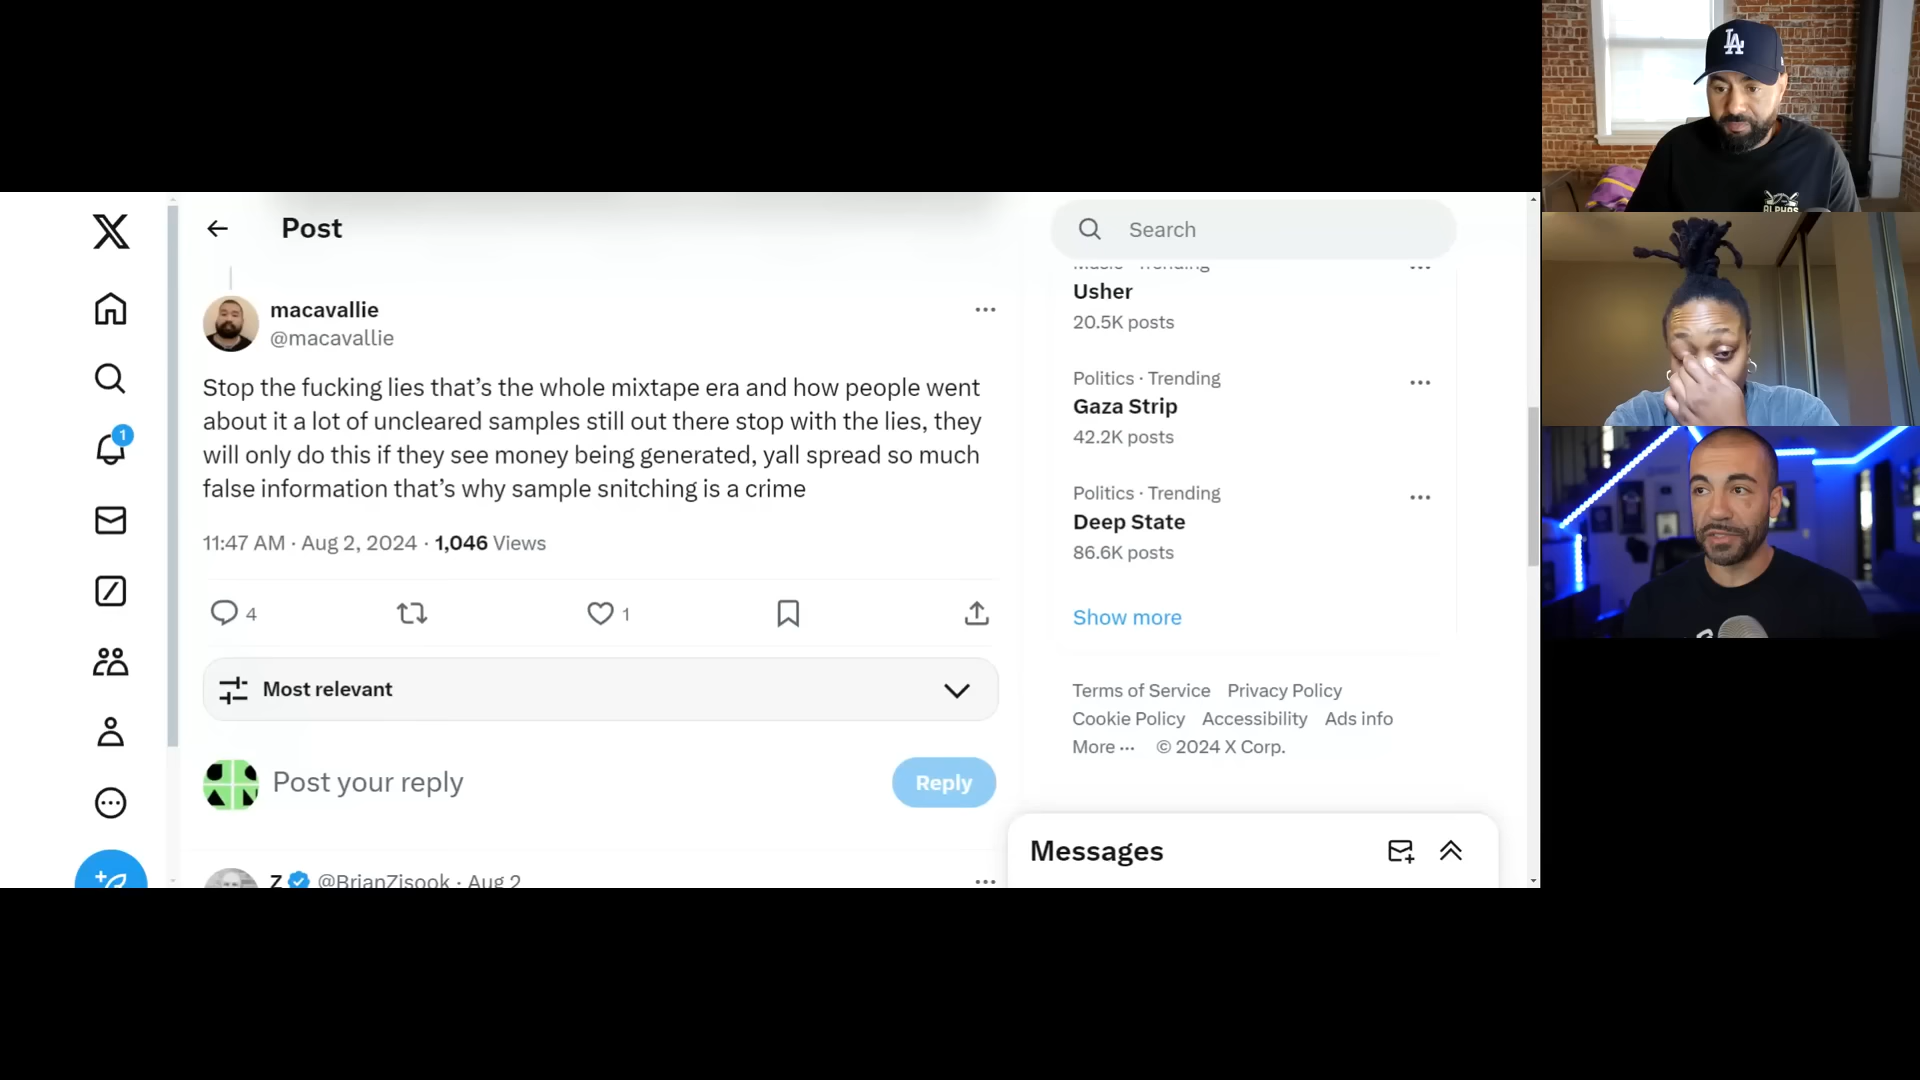 Post
Search
macavallie
@macavallie
Stop the fucking lies that’s the whole mixtape era and how people went
about it a lot of uncleared samples still out there stop with the lies, they
will only do this if they see money being generated, yall spread so much
false information that’s why sample snitching is a crime
11:47 AM · Aug 2, 2024 · 1,046 Views
4
1
Most relevant
Post your reply
Reply
Z @BrianZisook · Aug 2
1
Music · Trending
Usher
20.5K posts
Politics · Trending
Gaza Strip
42.2K posts
Politics · Trending
Deep State
86.6K posts
Show more
Terms of Service Privacy Policy
Cookie Policy Accessibility Ads info
More ··· © 2024 X Corp.
Messages
LA
ALPHAS